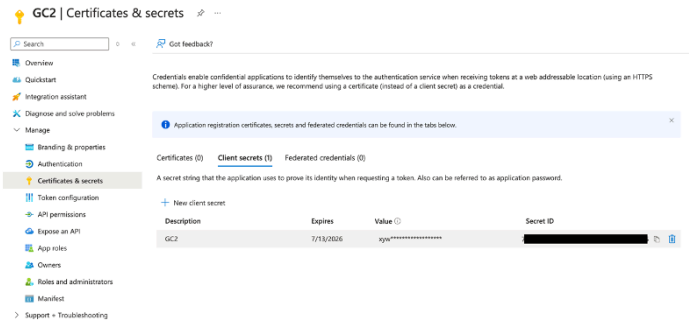 GC2 | Certificates & secrets
Search
Got feedback?
Overview
Quickstart
Integration assistant
Diagnose and solve problems
Manage
Branding & properties
Authentication
Certificates & secrets
Token configuration
API permissions
Expose an API
App roles
Owners
Roles and administrators
Manifest
Support + Troubleshooting
Credentials enable confidential applications to identify themselves to the authentication service when receiving tokens at a web addressable location (using an HTTPS
scheme). For a higher level of assurance, we recommend using a certificate (instead of a client secret) as a credential.
Application registration certificates, secrets and federated credentials can be found in the tabs below.
Certificates (0) Client secrets (1) Federated credentials (0)
A secret string that the application uses to prove its identity when requesting a token. Also can be referred to as application password.
New client secret
Description Expires Value Secret ID
GC2 7/13/2026 xyw******************